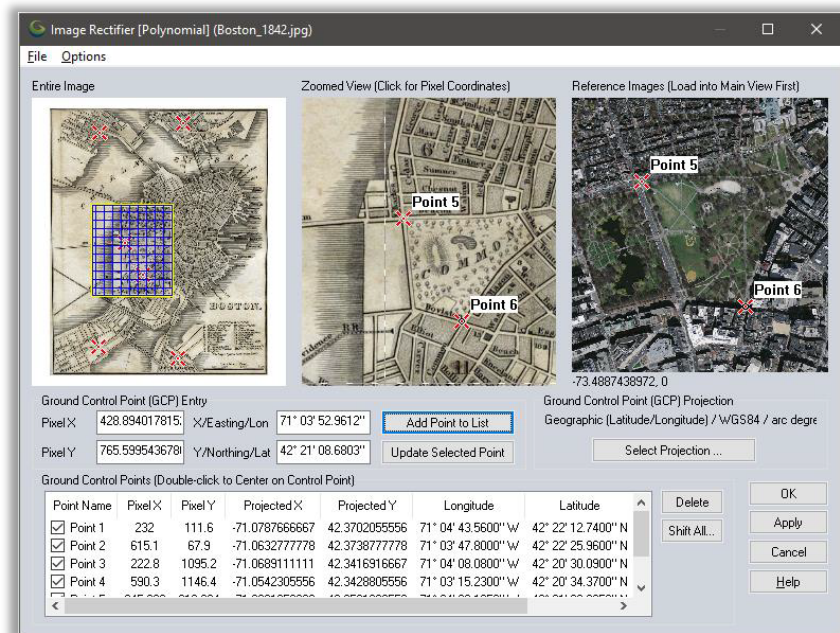 Image Rectifier [Polynomial] (Boston_1842.jpg)
File Options
Entire Image
Zoomed View (Click for Pixel Coordinates)
Reference Images (Load into Main View First)
BOSTON.
Summer
Chestnut
Point 5
COMMON
Point 6
Beach
Point 5
Point 6
-73.4887438972, 0
Ground Control Point (GCP) Entry
Pixel X 428.8940178152 X/Easting/Lon 71° 03' 52.9612" Add Point to List
Pixel Y 765.5995436780 Y/Northing/Lat 42° 21' 08.6803" Update Selected Point
Ground Control Point (GCP) Projection
Geographic (Latitude/Longitude) / WGS84 / arc degre
Select Projection ...
Ground Control Points (Double-click to Center on Control Point)
Point Name Pixel X Pixel Y Projected X Projected Y Longitude Latitude
Point 1 232 111.6 -71.0787666667 42.3702055556 71° 04' 43.5600" W 42° 22' 12.7400" N
Point 2 615.1 67.9 -71.0632777778 42.3738777778 71° 03' 47.8000" W 42° 22' 25.9600" N
Point 3 222.8 1095.2 -71.0689111111 42.3416916667 71° 04' 08.0800" W 42° 20' 30.0900" N
Point 4 590.3 1146.4 -71.0542305556 42.3428805556 71° 03' 15.2300" W 42° 20' 34.3700" N
Delete
Shift All...
OK
Apply
Cancel
Help